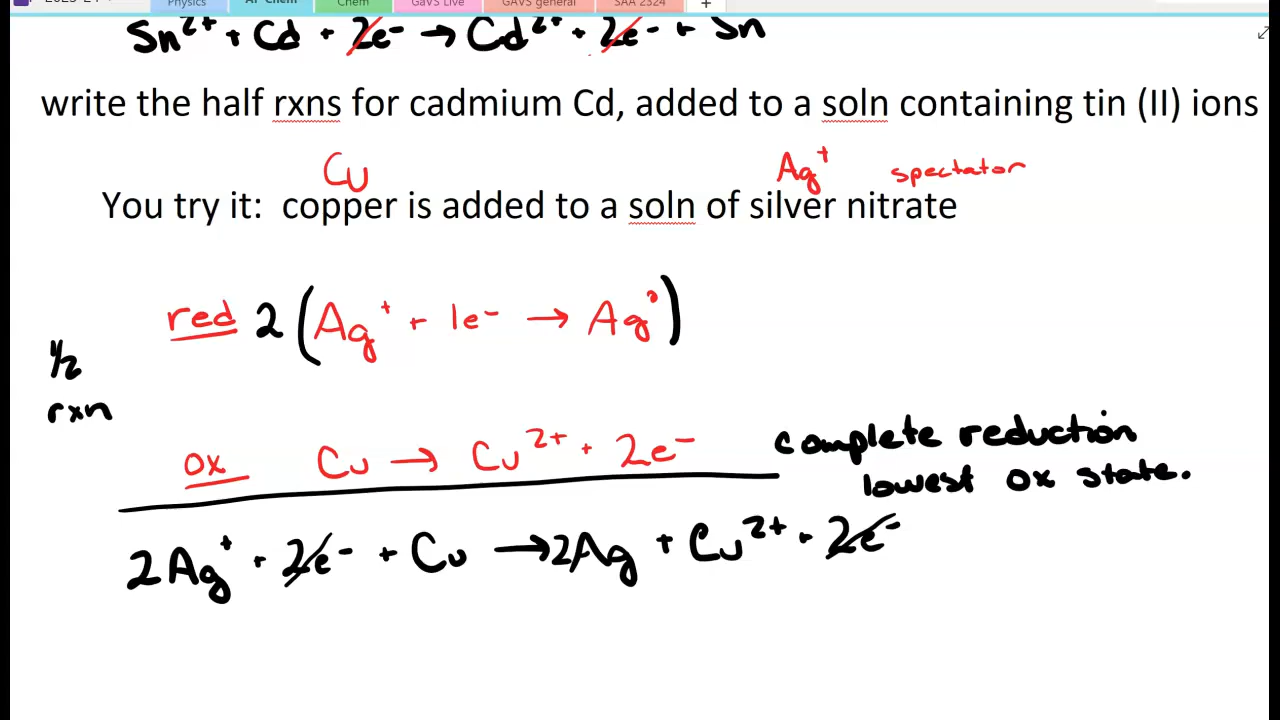 Physics AP Chem Chem GaVS Live GAVS general SAA 2324 +
Sn²⁺ + Cd + 2e⁻ → Cd²⁺ + 2e⁻ + Sn
write the half rxns for cadmium Cd, added to a soln containing tin (II) ions
Cu Ag⁺ spectator
You try it: copper is added to a soln of silver nitrate
red 2 (Ag⁺ + 1e⁻ → Ag⁰)
½
rxn
ox Cu → Cu²⁺ + 2e⁻
complete reduction
lowest ox state.
2Ag⁺ + 2e⁻ + Cu → 2Ag + Cu²⁺ + 2e⁻